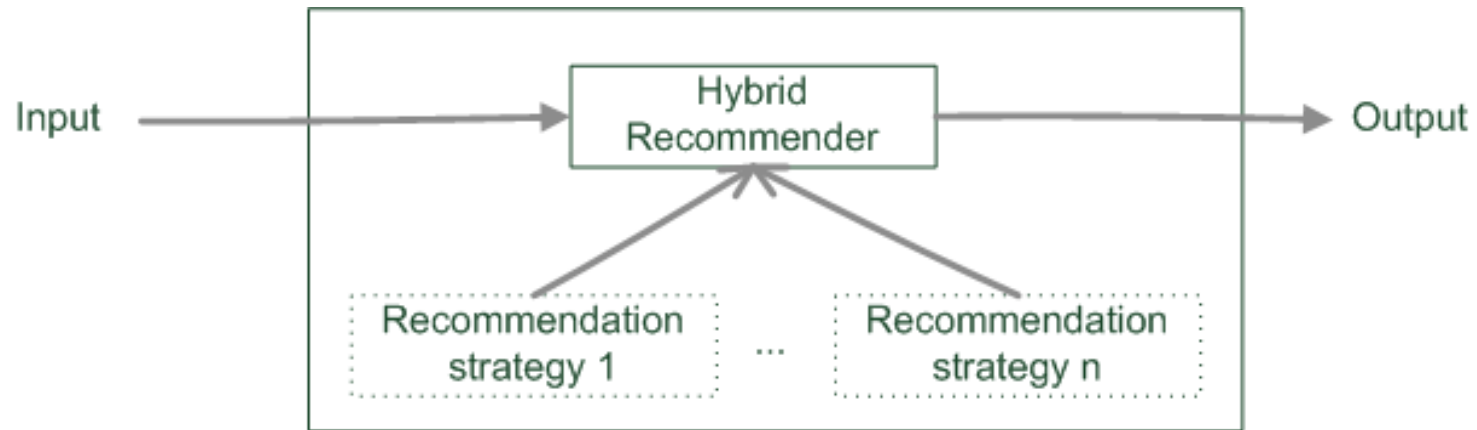 Hybrid
Recommender
Input
Output
Recommendation
strategy 1
...
Recommendation
strategy n